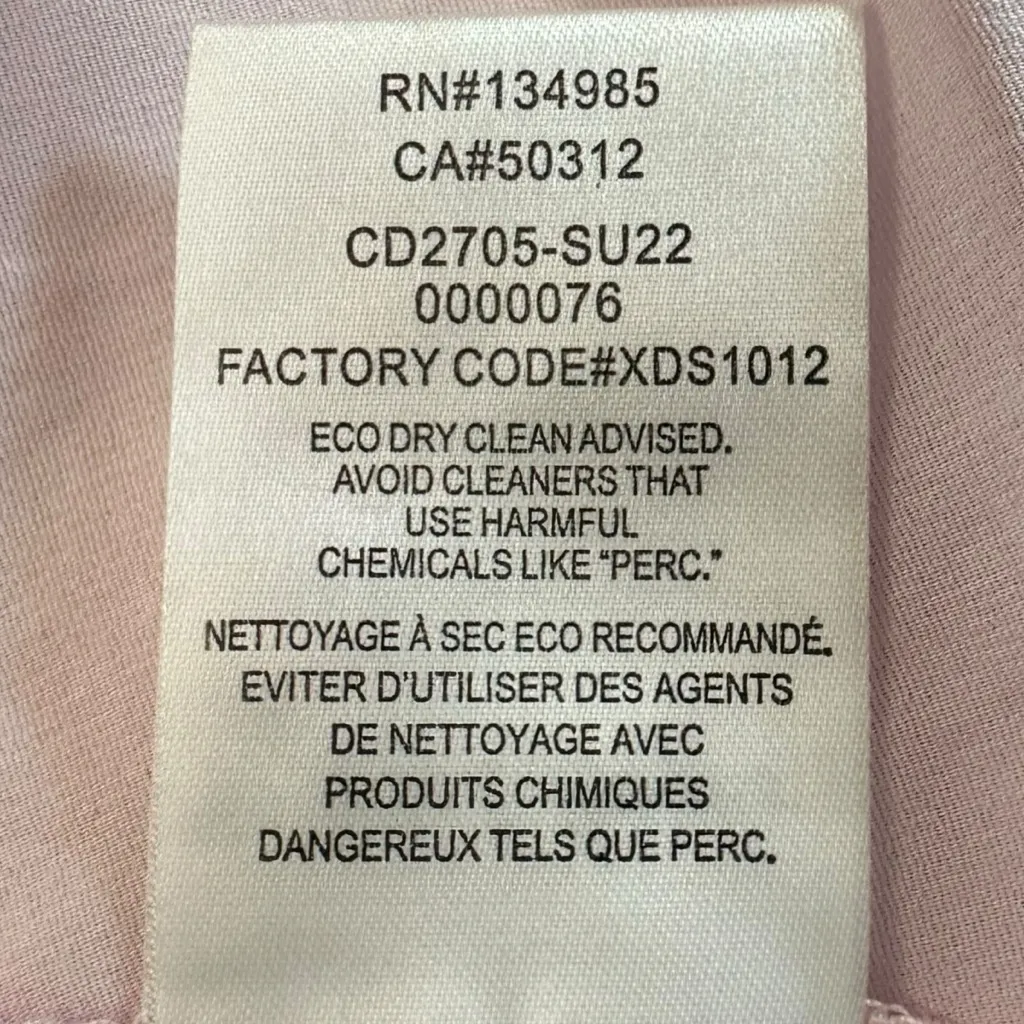 RN#134985
CA#50312
CD2705-SU22
0000076
FACTORY CODE#XDS1012
ECO DRY CLEAN ADVISED.
AVOID CLEANERS THAT
USE HARMFUL
CHEMICALS LIKE “PERC.”
NETTOYAGE À SEC ECO RECOMMANDÉ.
EVITER D'UTILISER DES AGENTS
DE NETTOYAGE AVEC
PRODUITS CHIMIQUES
DANGEREUX TELS QUE PERC.